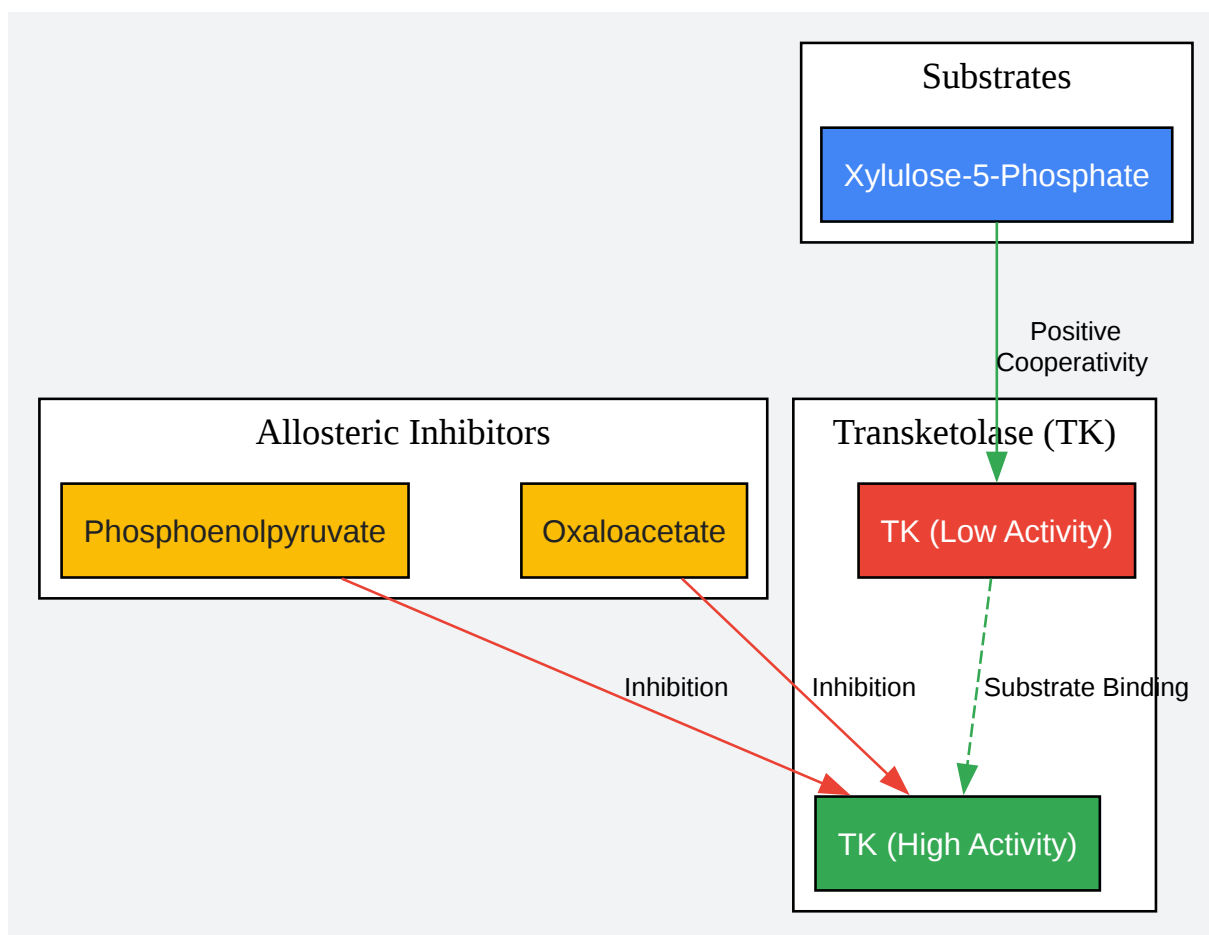 Substrates
Xylulose-5-Phosphate
Positive
Cooperativity
Allosteric Inhibitors
Phosphoenolpyruvate
Oxaloacetate
Transketolase (TK)
TK (Low Activity)
Inhibition
Inhibition
Substrate Binding
TK (High Activity)